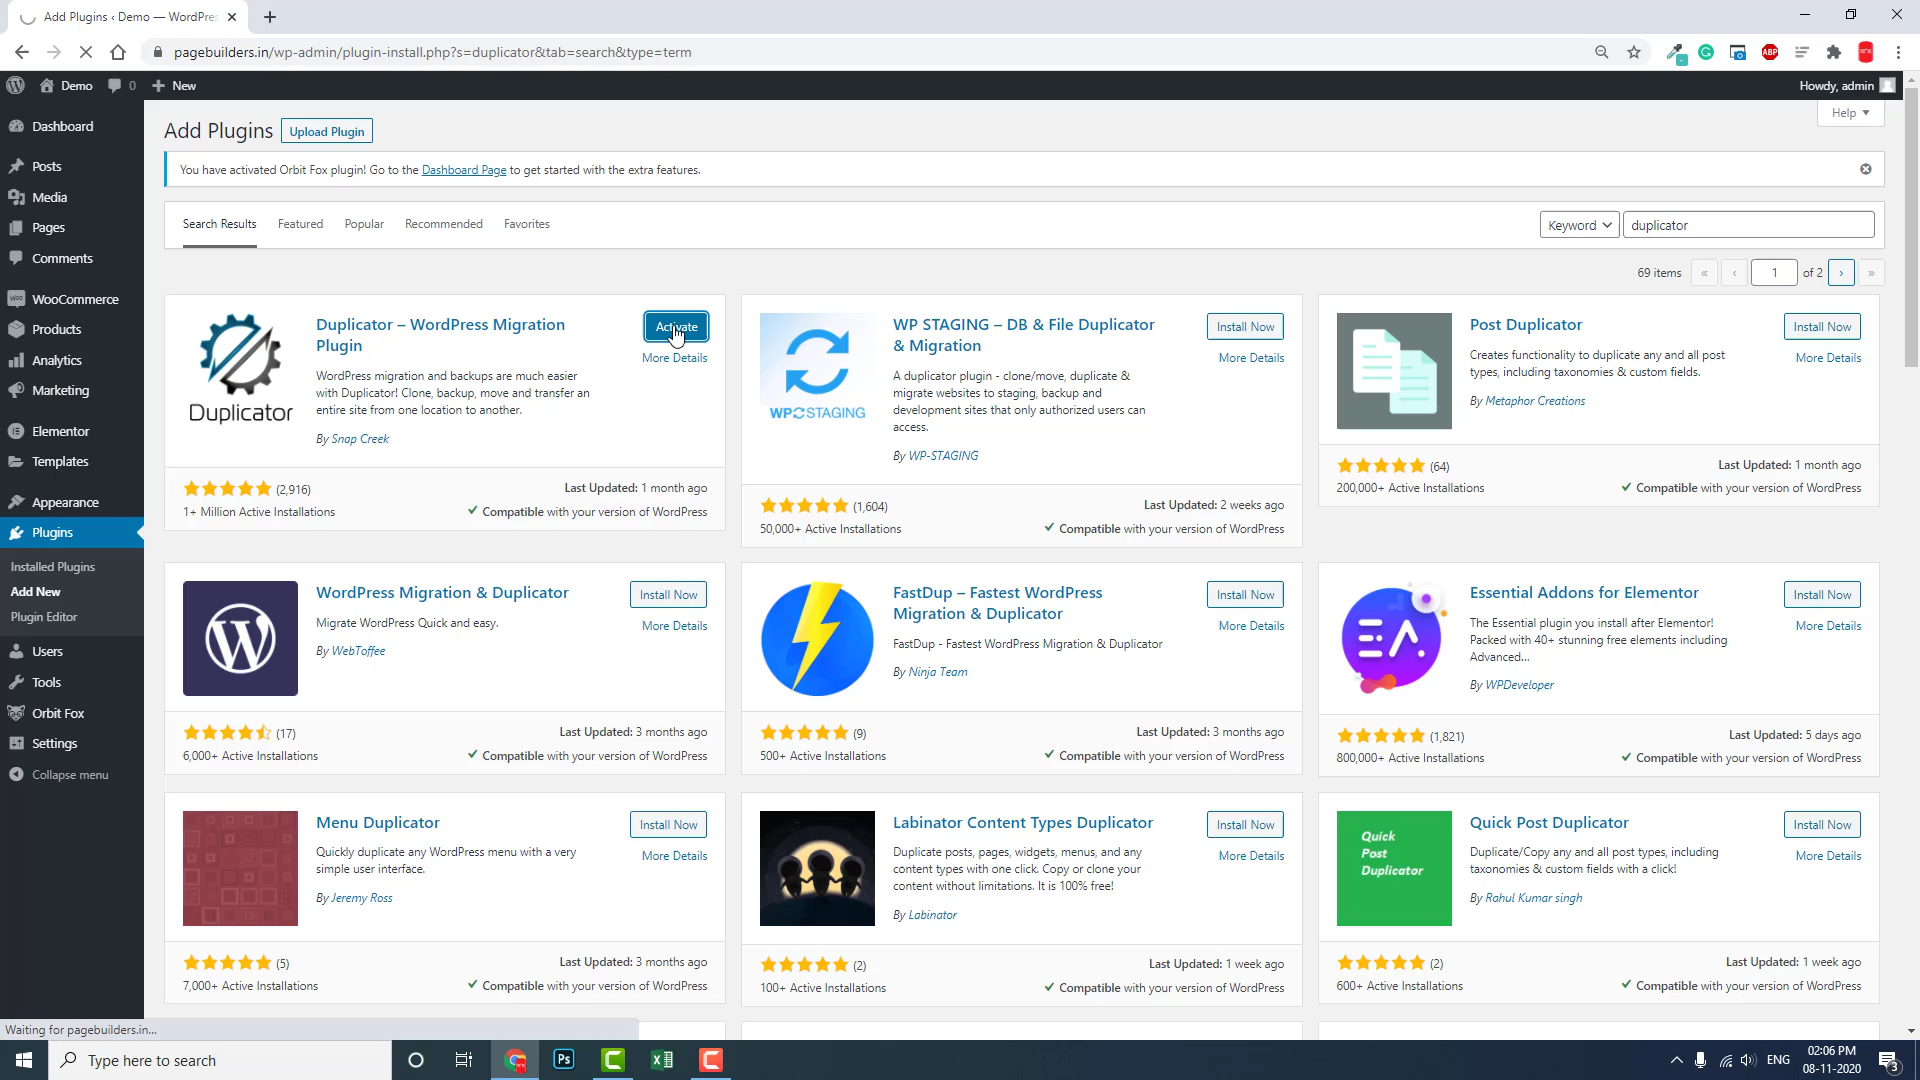 Add Plugins ‹ Demo — WordPres
pagebuilders.in/wp-admin/plugin-install.php?s=duplicator&tab=search&type=term
ABP
Demo
0
New
Howdy, admin
Dashboard
Posts
Media
Pages
Comments
WooCommerce
Products
Analytics
Marketing
Elementor
Templates
Appearance
Plugins
Installed Plugins
Add New
Plugin Editor
Users
Tools
Orbit Fox
Settings
Collapse menu
Add Plugins
Upload Plugin
Help
You have activated Orbit Fox plugin! Go to the Dashboard Page to get started with the extra features.
Search Results
Featured
Popular
Recommended
Favorites
Keyword
duplicator
69 items
«
‹
1
of 2
›
»
Duplicator
Duplicator – WordPress Migration
Plugin
Activate
More Details
WordPress migration and backups are much easier
with Duplicator! Clone, backup, move and transfer an
entire site from one location to another.
By Snap Creek
(2,916)
Last Updated: 1 month ago
1+ Million Active Installations
Compatible with your version of WordPress
WP STAGING
WP STAGING – DB & File Duplicator
& Migration
Install Now
More Details
A duplicator plugin - clone/move, duplicate &
migrate websites to staging, backup and
development sites that only authorized users can
access.
By WP-STAGING
(1,604)
Last Updated: 2 weeks ago
50,000+ Active Installations
Compatible with your version of WordPress
Post Duplicator
Install Now
More Details
Creates functionality to duplicate any and all post
types, including taxonomies & custom fields.
By Metaphor Creations
(64)
Last Updated: 1 month ago
200,000+ Active Installations
Compatible with your version of WordPress
WordPress Migration & Duplicator
Install Now
More Details
Migrate WordPress Quick and easy.
By WebToffee
(17)
Last Updated: 3 months ago
6,000+ Active Installations
Compatible with your version of WordPress
FastDup – Fastest WordPress
Migration & Duplicator
Install Now
More Details
FastDup - Fastest WordPress Migration & Duplicator
By Ninja Team
(9)
Last Updated: 3 months ago
500+ Active Installations
Compatible with your version of WordPress
EA
Essential Addons for Elementor
Install Now
More Details
The Essential plugin you install after Elementor!
Packed with 40+ stunning free elements including
Advanced...
By WPDeveloper
(1,821)
Last Updated: 5 days ago
800,000+ Active Installations
Compatible with your version of WordPress
Menu Duplicator
Install Now
More Details
Quickly duplicate any WordPress menu with a very
simple user interface.
By Jeremy Ross
(5)
Last Updated: 3 months ago
7,000+ Active Installations
Compatible with your version of WordPress
Labinator Content Types Duplicator
Install Now
More Details
Duplicate posts, pages, widgets, menus, and any
content types with one click. Copy or clone your
content without limitations. It is 100% free!
By Labinator
(2)
Last Updated: 1 week ago
100+ Active Installations
Compatible with your version of WordPress
Quick
Post
Duplicator
Quick Post Duplicator
Install Now
More Details
Duplicate/Copy any and all post types, including
taxonomies & custom fields with a click!
By Rahul Kumar singh
(2)
Last Updated: 1 week ago
600+ Active Installations
Compatible with your version of WordPress
Waiting for pagebuilders.in...
Type here to search
Ps
ENG
02:06 PM
08-11-2020
3